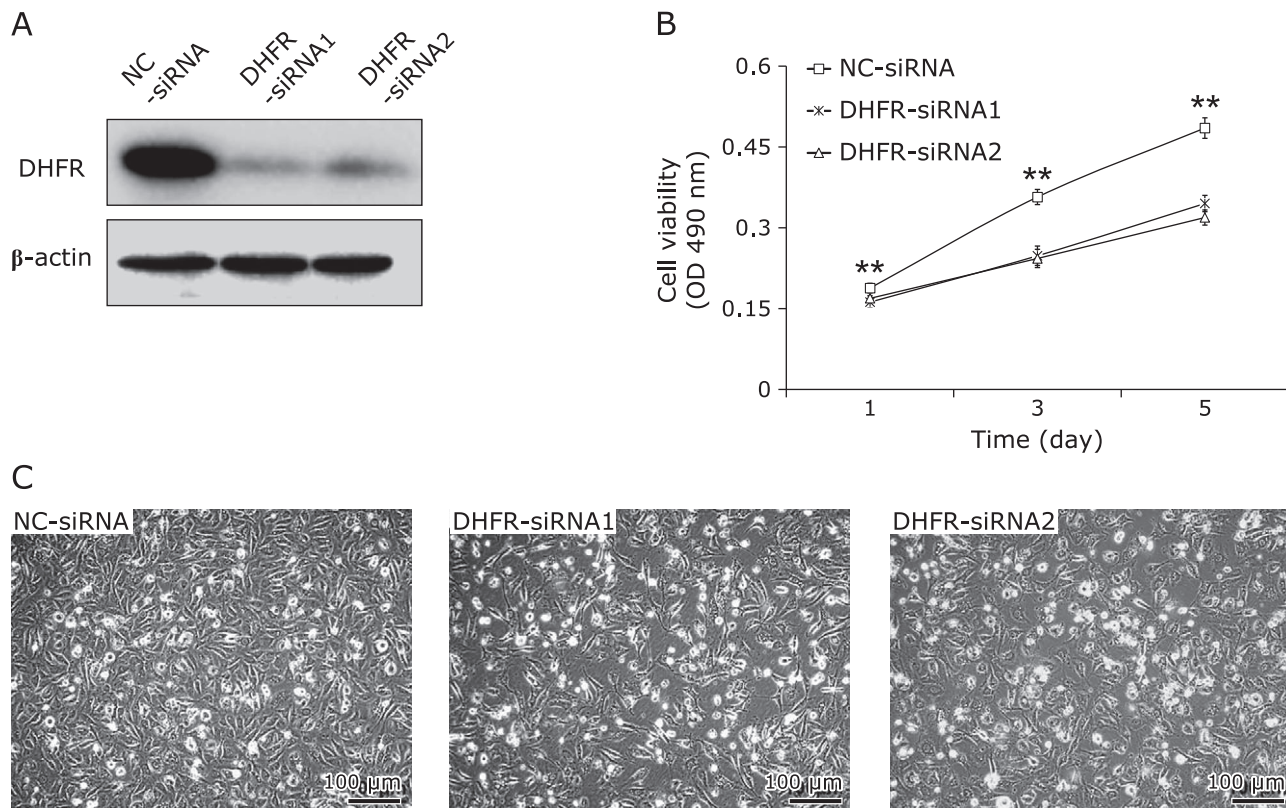 A
NC
-siRNA
DHFR
-siRNA1
DHFR
-siRNA2
DHFR
β-actin
B
0.6
0.45
0.3
0.15
0
Cell viability
(OD 490 nm)
NC-siRNA
DHFR-siRNA1
DHFR-siRNA2
**
**
**
1
3
5
Time (day)
C
NC-siRNA
100 µm
DHFR-siRNA1
100 µm
DHFR-siRNA2
100 µm